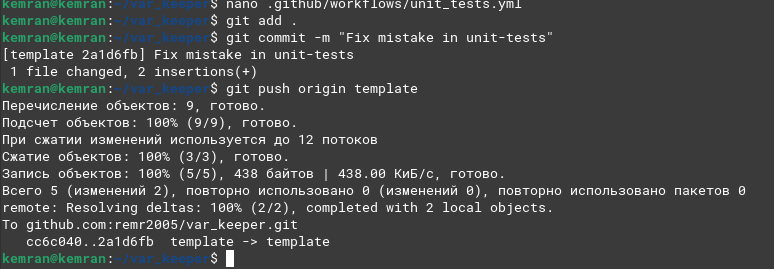 kemran@kemran:~/var_keeper$ nano .github/workflows/unit_tests.yml
kemran@kemran:~/var_keeper$ git add .
kemran@kemran:~/var_keeper$ git commit -m "Fix mistake in unit-tests"
[template 2a1d6fb] Fix mistake in unit-tests
 1 file changed, 2 insertions(+)
kemran@kemran:~/var_keeper$ git push origin template
Перечисление объектов: 9, готово.
Подсчет объектов: 100% (9/9), готово.
При сжатии изменений используется до 12 потоков
Сжатие объектов: 100% (3/3), готово.
Запись объектов: 100% (5/5), 438 байтов | 438.00 КиБ/с, готово.
Всего 5 (изменений 2), повторно использовано 0 (изменений 0), повторно использовано пакетов 0
remote: Resolving deltas: 100% (2/2), completed with 2 local objects.
To github.com:remr2005/var_keeper.git
   cc6c040..2a1d6fb  template -> template
kemran@kemran:~/var_keeper$